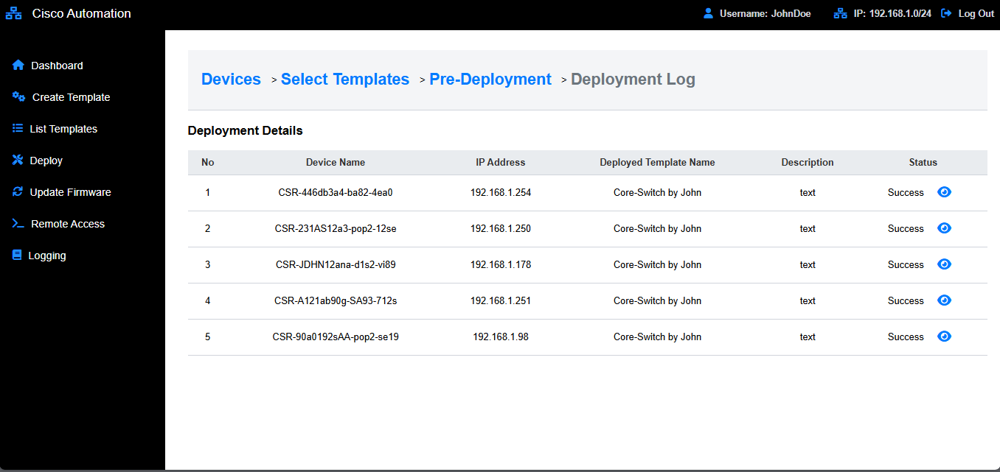 Cisco Automation
Username: JohnDoe
IP: 192.168.1.0/24
Log Out
Dashboard
Create Template
List Templates
Deploy
Update Firmware
Remote Access
Logging
Devices > Select Templates > Pre-Deployment > Deployment Log
Deployment Details
No Device Name IP Address Deployed Template Name Description Status
1 CSR-446db3a4-ba82-4ea0 192.168.1.254 Core-Switch by John text Success
2 CSR-231AS12a3-pop2-12se 192.168.1.250 Core-Switch by John text Success
3 CSR-JDHN12ana-d1s2-vi89 192.168.1.178 Core-Switch by John text Success
4 CSR-A121ab90g-SA93-712s 192.168.1.251 Core-Switch by John text Success
5 CSR-90a0192sAA-pop2-se19 192.168.1.98 Core-Switch by John text Success